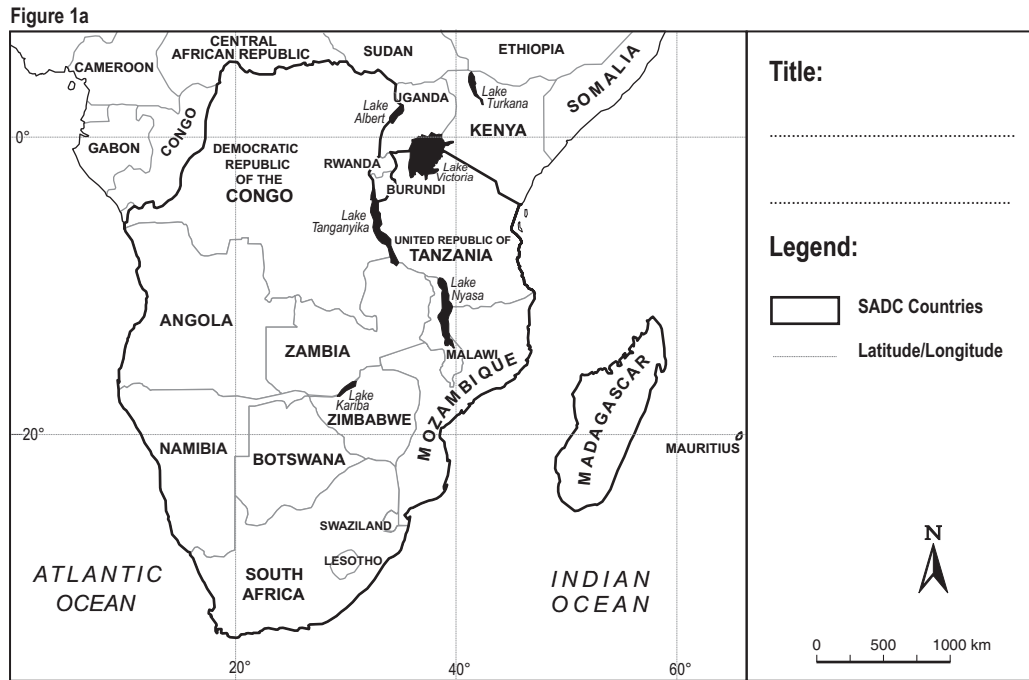 Figure 1a
CENTRAL
AFRICAN REPUBLIC
SUDAN
ETHIOPIA
CAMEROON
SOMALIA
UGANDA
Lake
Albert
Lake
Turkana
KENYA
CONGO
0°
GABON
DEMOCRATIC
REPUBLIC
OF THE
CONGO
RWANDA
Lake
Victoria
BURUNDI
Lake
Tanganyika
UNITED REPUBLIC OF
TANZANIA
Lake
Nyasa
ANGOLA
ZAMBIA
MALAWI
MOZAMBIQUE
Lake
Kariba
ZIMBABWE
MADAGASCAR
20°
NAMIBIA
BOTSWANA
MAURITIUS
SWAZILAND
LESOTHO
SOUTH
AFRICA
ATLANTIC
OCEAN
INDIAN
OCEAN
20°
40°
60°
Title:
Legend:
SADC Countries
Latitude/Longitude
N
0 500 1000 km